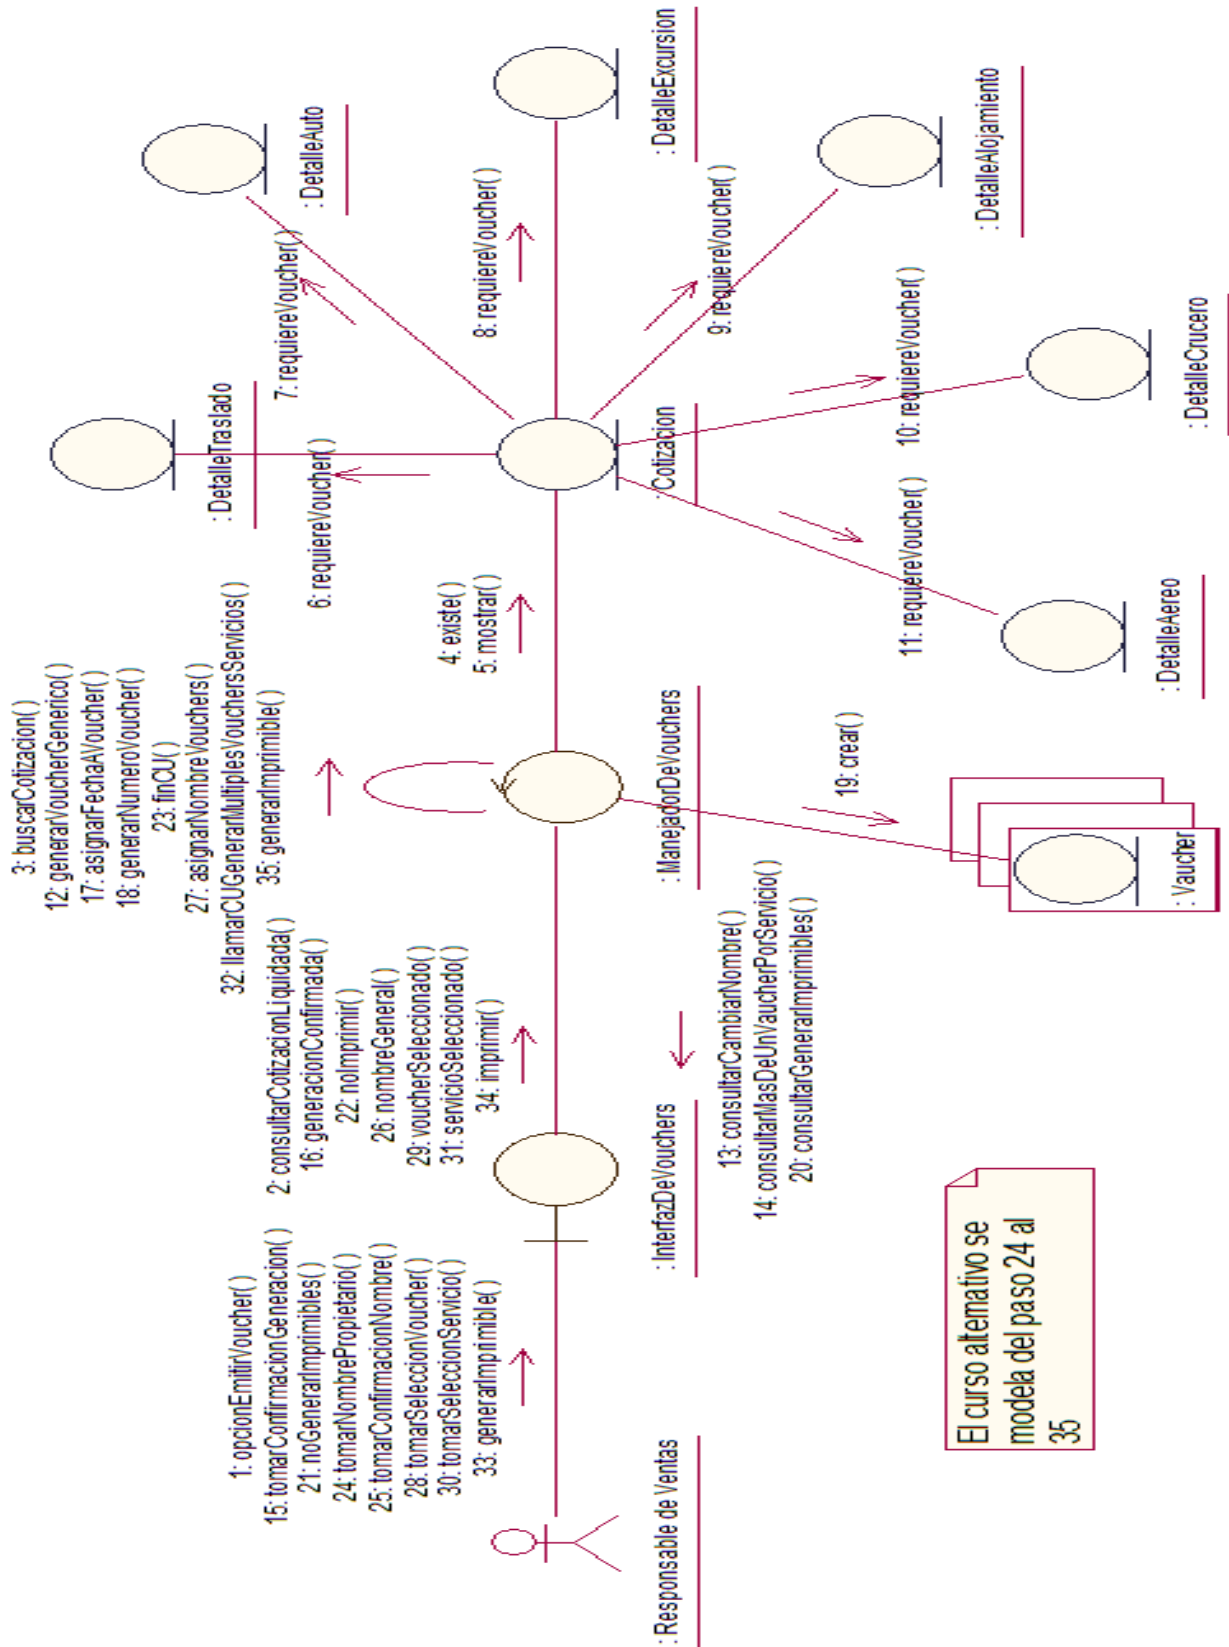 3: buscarCotizacion( )
12: generarVoucherGenerico( )
17: asignarFechaAVoucher( )
18: generarNumeroVoucher( )
23: finCU( )
27: asignarNombreVouchers( )
32: llamarCUGenerarMultiplesVouchersServicios( )
35: generarImprimible( )
1: opcionEmitirVoucher( )
15: tomarConfirmacionGeneracion( )
21: noGenerarImprimibles( )
24: tomarNombrePropietario( )
25: tomarConfirmacionNombre( )
28: tomarSeleccionVoucher( )
30: tomarSeleccionServicio( )
33: generarImprimible( )
2: consultarCotizacionLiquidada( )
16: generacionConfirmada( )
22: noImprimir( )
26: nombreGeneral( )
29: voucherSeleccionado( )
31: servicioSeleccionado( )
34: imprimir( )
4: existe( )
5: mostrar( )
6: requiereVoucher( )
7: requiereVoucher( )
8: requiereVoucher( )
9: requiereVoucher( )
10: requiereVoucher( )
11: requiereVoucher( )
: DetalleTraslado
: DetalleAuto
: DetalleExcursion
: DetalleAlojamiento
: DetalleCrucero
: DetalleAereo
: Cotizacion
: Responsable de Ventas
: InterfazDeVouchers
: ManejadorDeVouchers
13: consultarCambiarNombre( )
14: consultarMasDeUnVaucherPorServicio( )
20: consultarGenerarImprimibles( )
19: crear( )
: Vaucher
El curso alternativo se
modela del paso 24 al
35